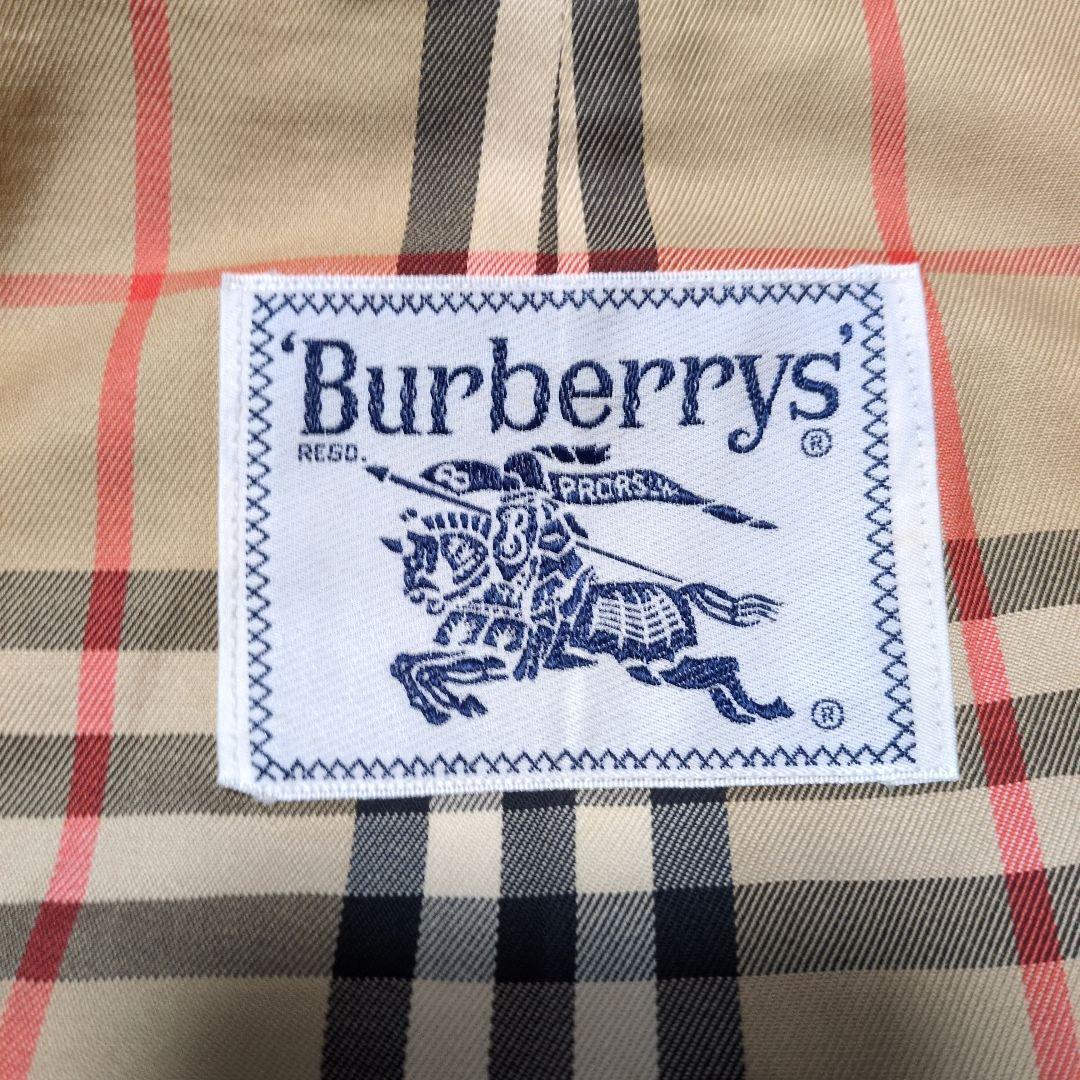 ‘Burberrys’
REGD. ®
PRORSUM
B
®